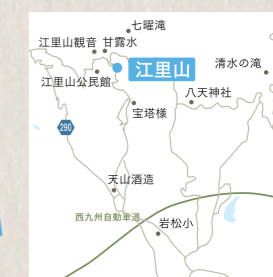 七曜滝
江里山観音 甘露水
江里山
清水の滝
江里山公民館
八天神社
宝塔様
290
天山酒造
西九州自動車道
岩松小